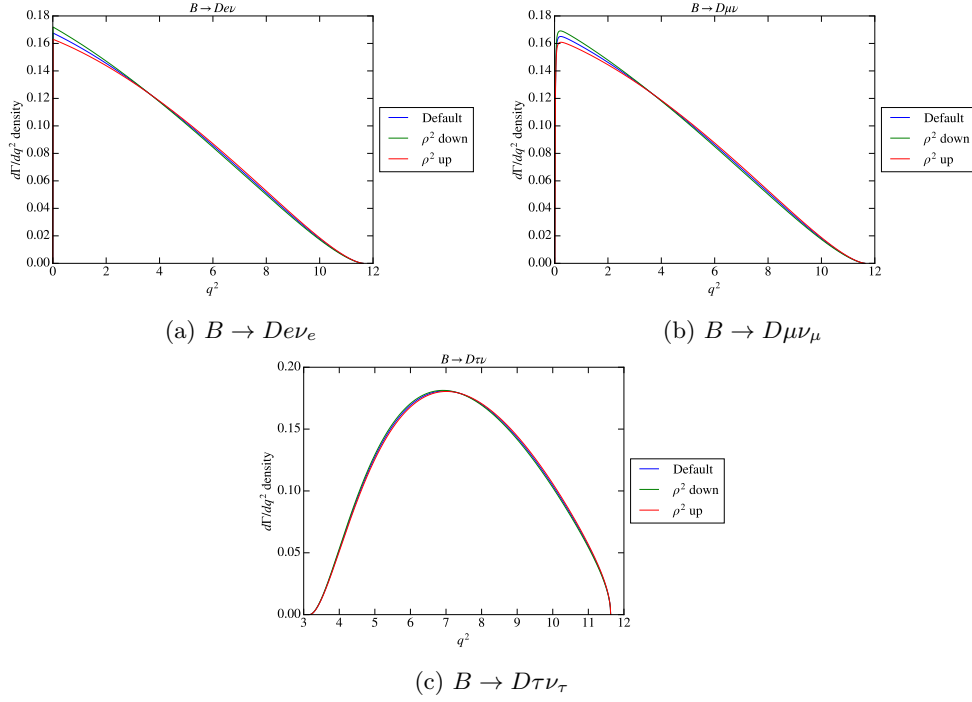 B → Deν
0.18
0.16
0.14
0.12
0.10
0.08
0.06
0.04
0.02
0.00
0 2 4 6 8 10 12
dΓ/dq² density
q²
Default
ρ² down
ρ² up
(a) B → Deνₑ
B → Dμν
0.18
0.16
0.14
0.12
0.10
0.08
0.06
0.04
0.02
0.00
0 2 4 6 8 10 12
dΓ/dq² density
q²
Default
ρ² down
ρ² up
(b) B → Dμν_μ
B → Dτν
0.20
0.15
0.10
0.05
0.00
3 4 5 6 7 8 9 10 11 12
dΓ/dq² density
q²
Default
ρ² down
ρ² up
(c) B → Dτν_τ